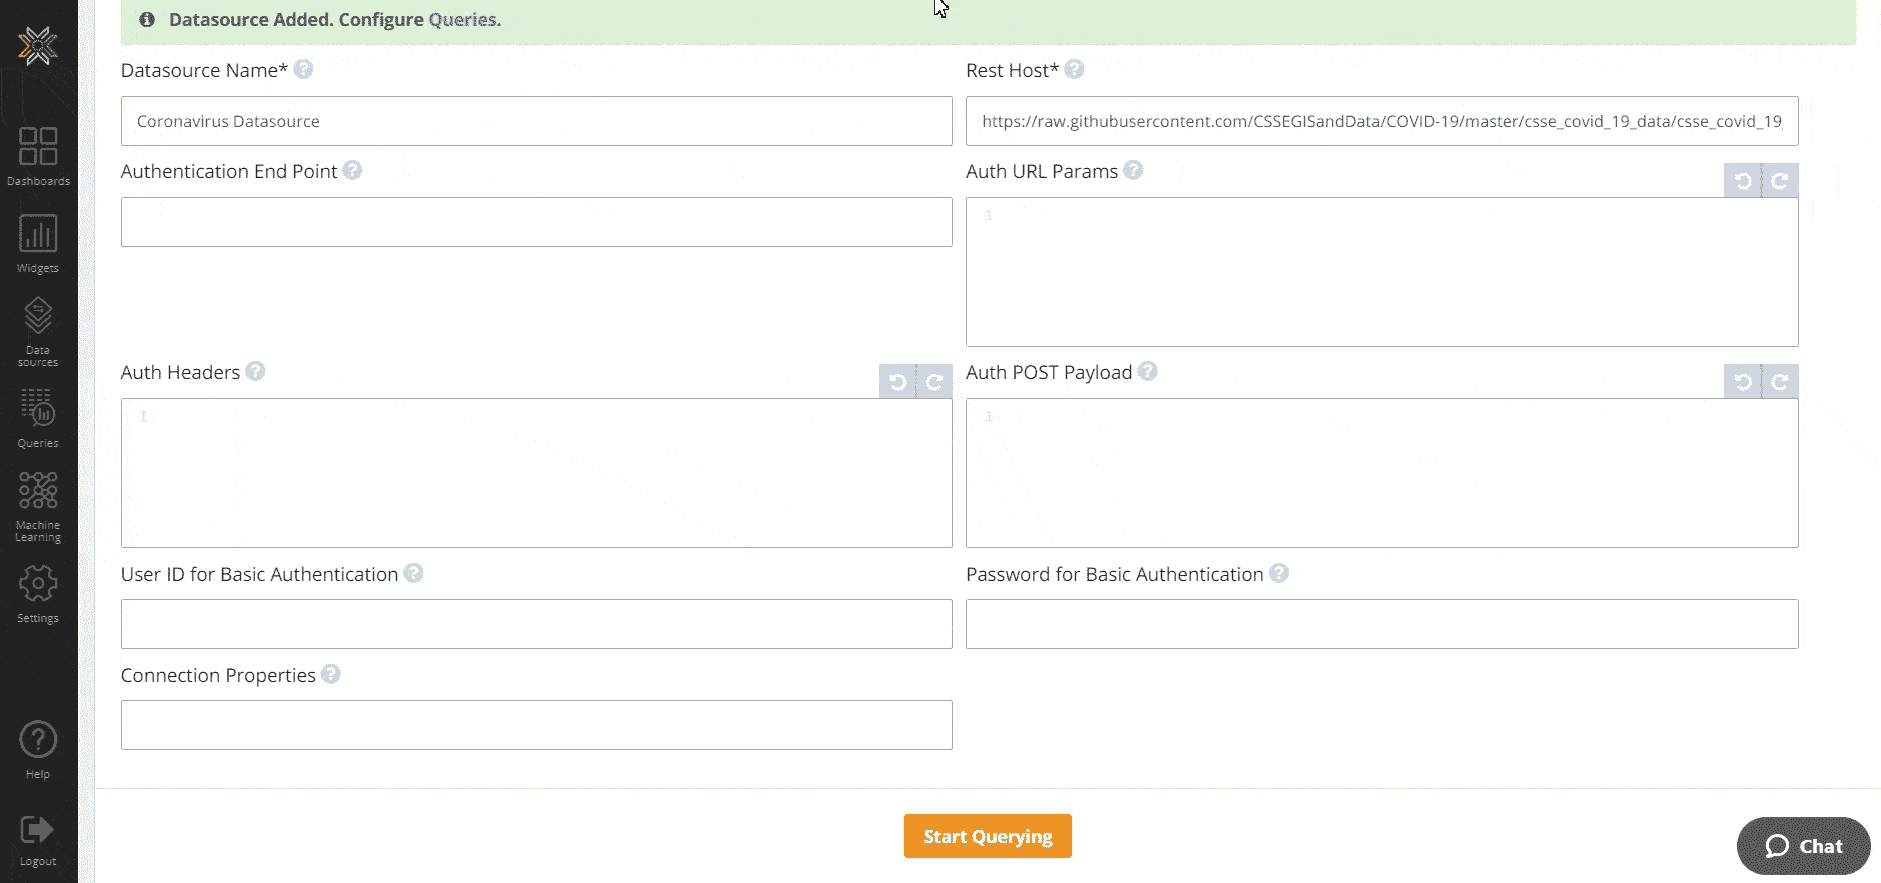 Datasource Added. Configure Queries.
Datasource Name* ?
Rest Host* ?
Coronavirus Datasource
https://raw.githubusercontent.com/CSSEGISandData/COVID-19/master/csse_covid_19_data/csse_covid_19
Authentication End Point ?
Auth URL Params ?
1
Auth Headers ?
Auth POST Payload ?
1
1
User ID for Basic Authentication ?
Password for Basic Authentication ?
Connection Properties ?
Start Querying
Chat
Dashboards
Widgets
Data
sources
Queries
Machine
Learning
Settings
?
Help
Logout